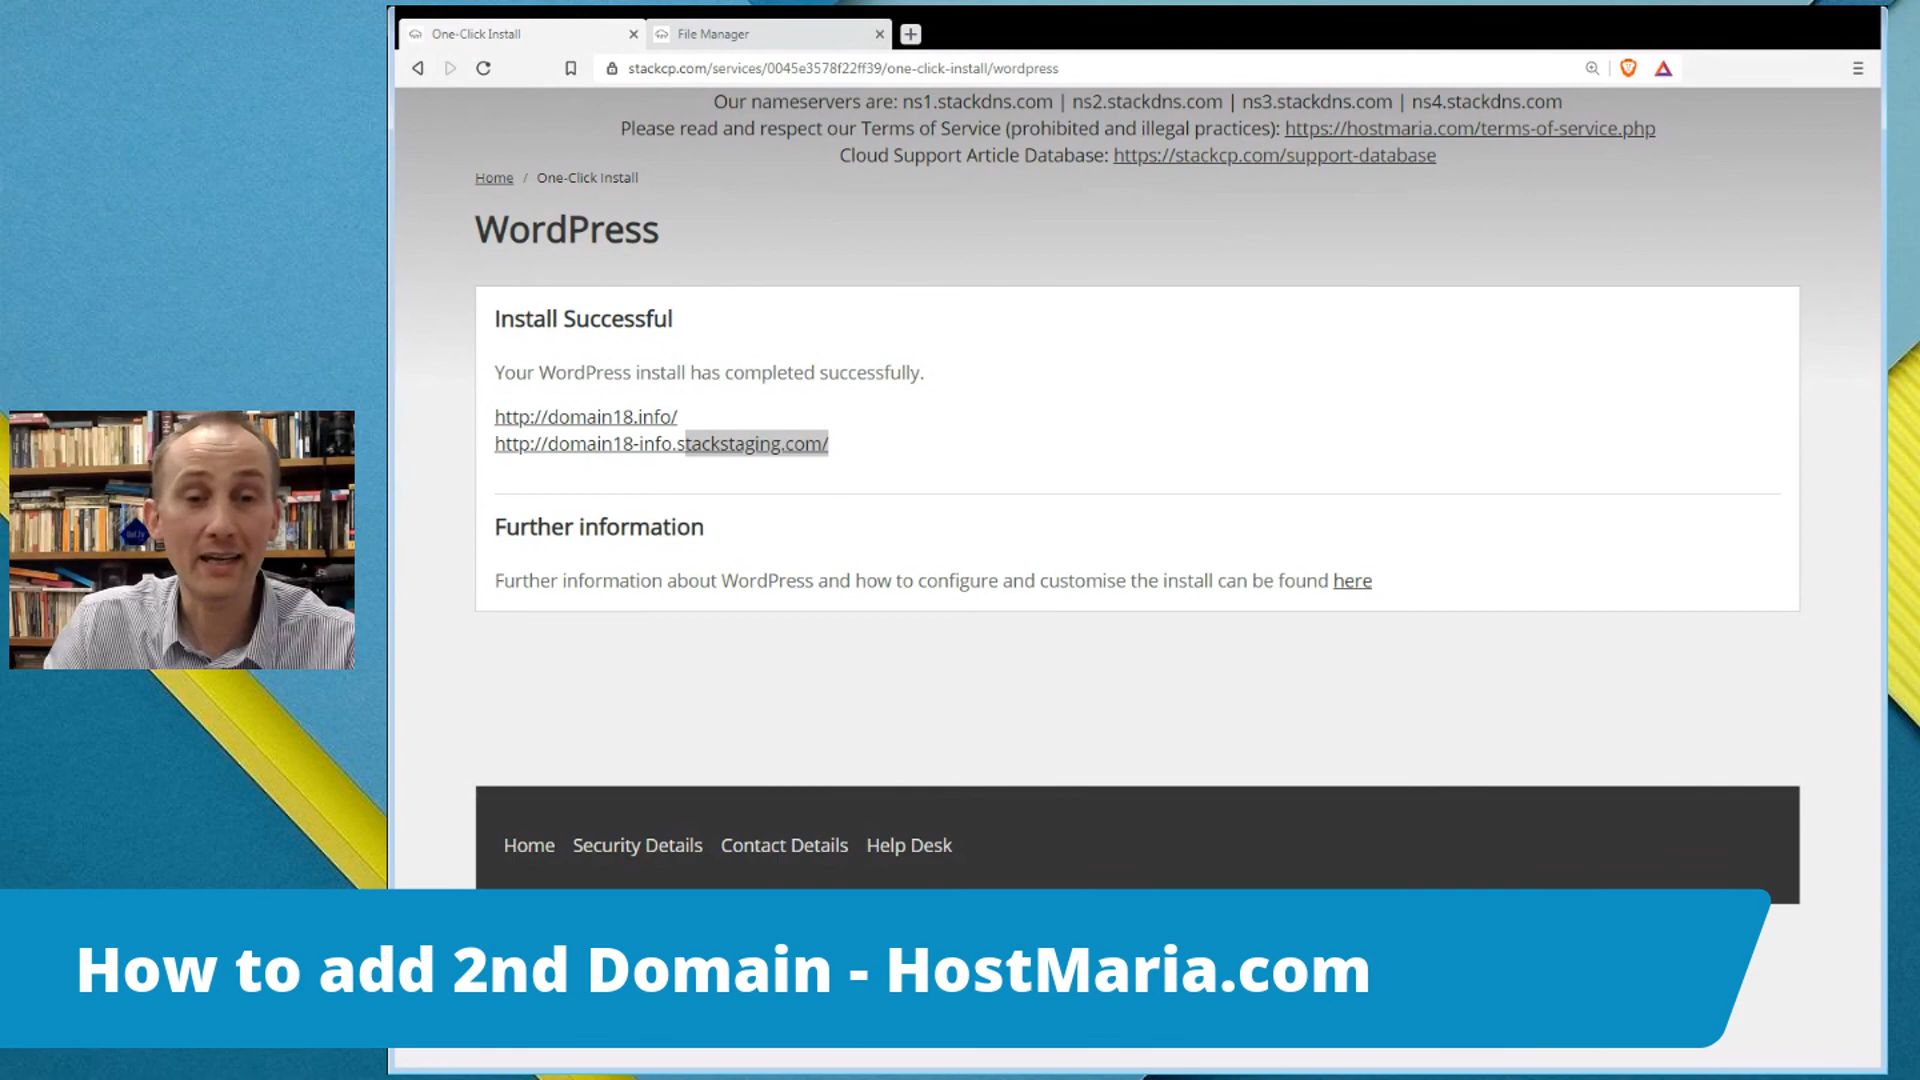 One-Click Install
File Manager
stackcp.com/services/0045e3578f22ff39/one-click-install/wordpress
Our nameservers are: ns1.stackdns.com | ns2.stackdns.com | ns3.stackdns.com | ns4.stackdns.com
Please read and respect our Terms of Service (prohibited and illegal practices): https://hostmaria.com/terms-of-service.php
Cloud Support Article Database: https://stackcp.com/support-database
Home / One-Click Install
WordPress
Install Successful
Your WordPress install has completed successfully.
http://domain18.info/
http://domain18-info.stackstaging.com/
Further information
Further information about WordPress and how to configure and customise the install can be found here
Home Security Details Contact Details Help Desk
How to add 2nd Domain - HostMaria.com